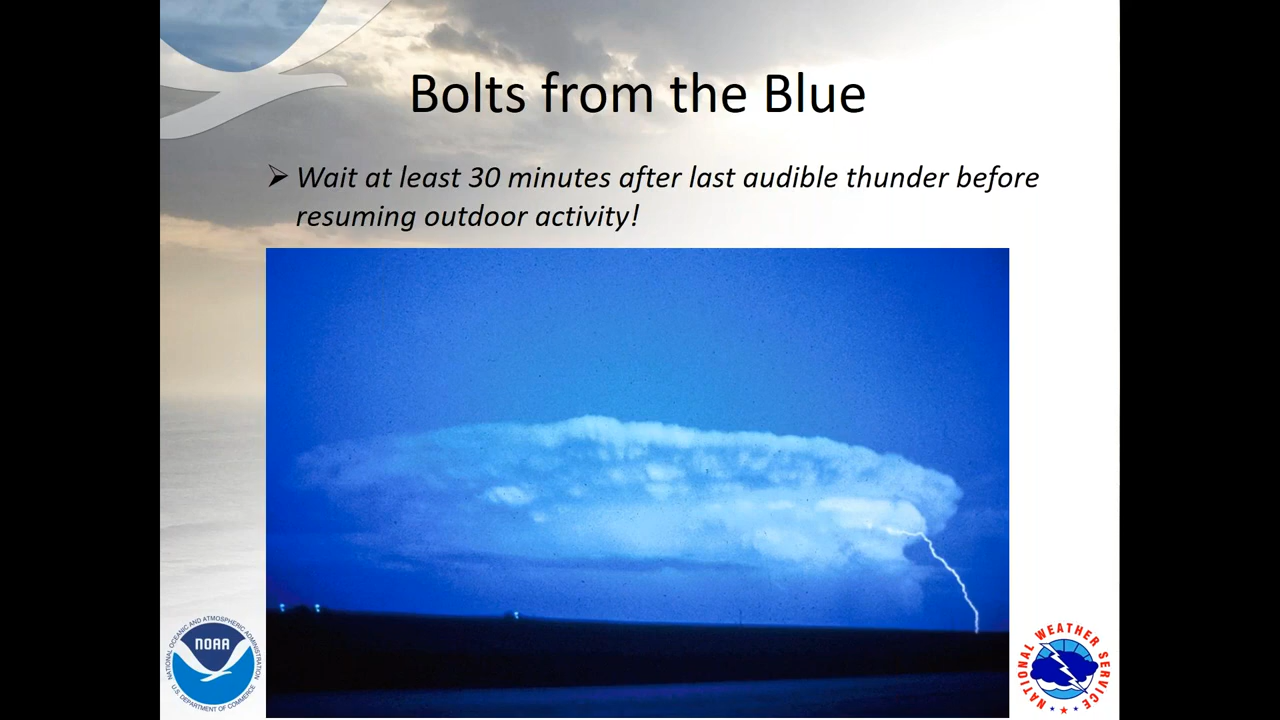 Bolts from the Blue
➢ Wait at least 30 minutes after last audible thunder before
resuming outdoor activity!
NATIONAL OCEANIC AND ATMOSPHERIC ADMINISTRATION
NOAA
U.S. DEPARTMENT OF COMMERCE
NATIONAL WEATHER SERVICE